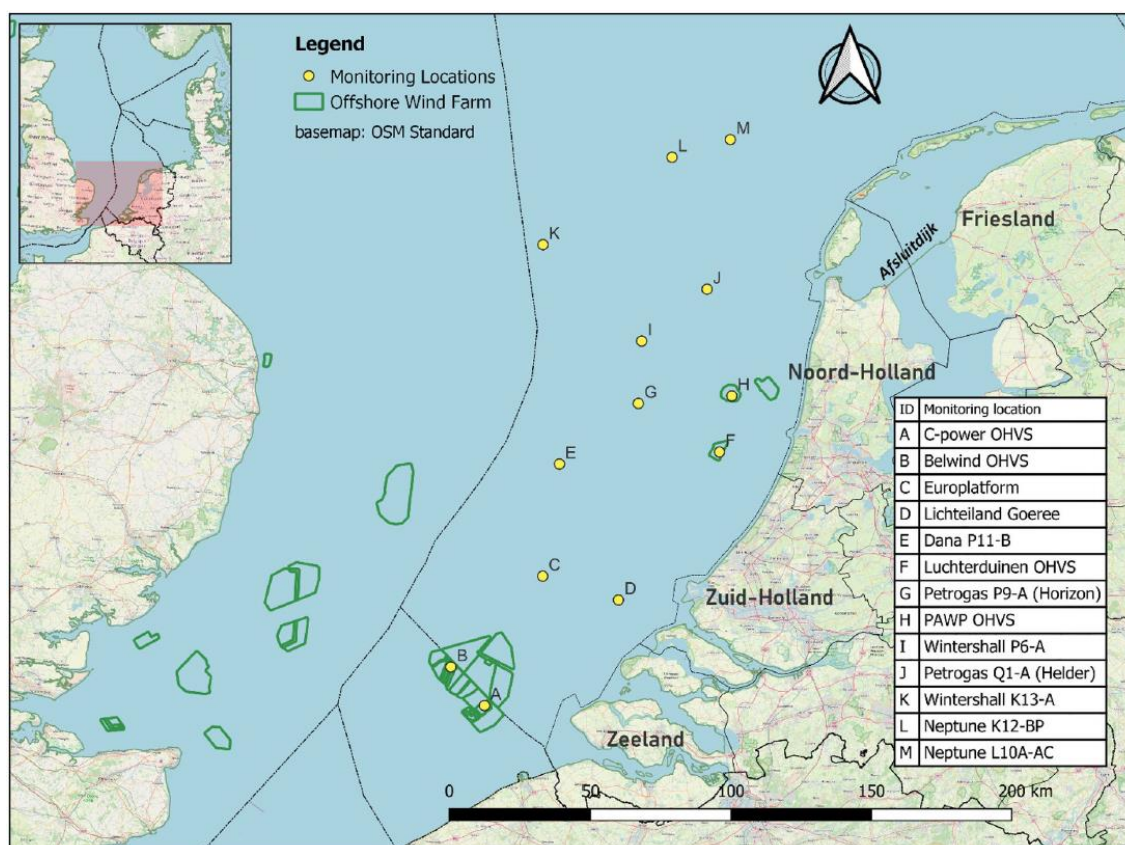 Legend
Monitoring Locations
Offshore Wind Farm
basemap: OSM Standard
M
L
Friesland
K
Afsluitdijk
J
I
Noord-Holland
H
G
F
E
C
D
Zuid-Holland
B
A
Zeeland
ID Monitoring location
A C-power OHVS
B Belwind OHVS
C Europlatform
D Lichteiland Goeree
E Dana P11-B
F Luchterduinen OHVS
G Petrogas P9-A (Horizon)
H PAWP OHVS
I Wintershall P6-A
J Petrogas Q1-A (Helder)
K Wintershall K13-A
L Neptune K12-BP
M Neptune L10A-AC
0 50 100 150 200 km